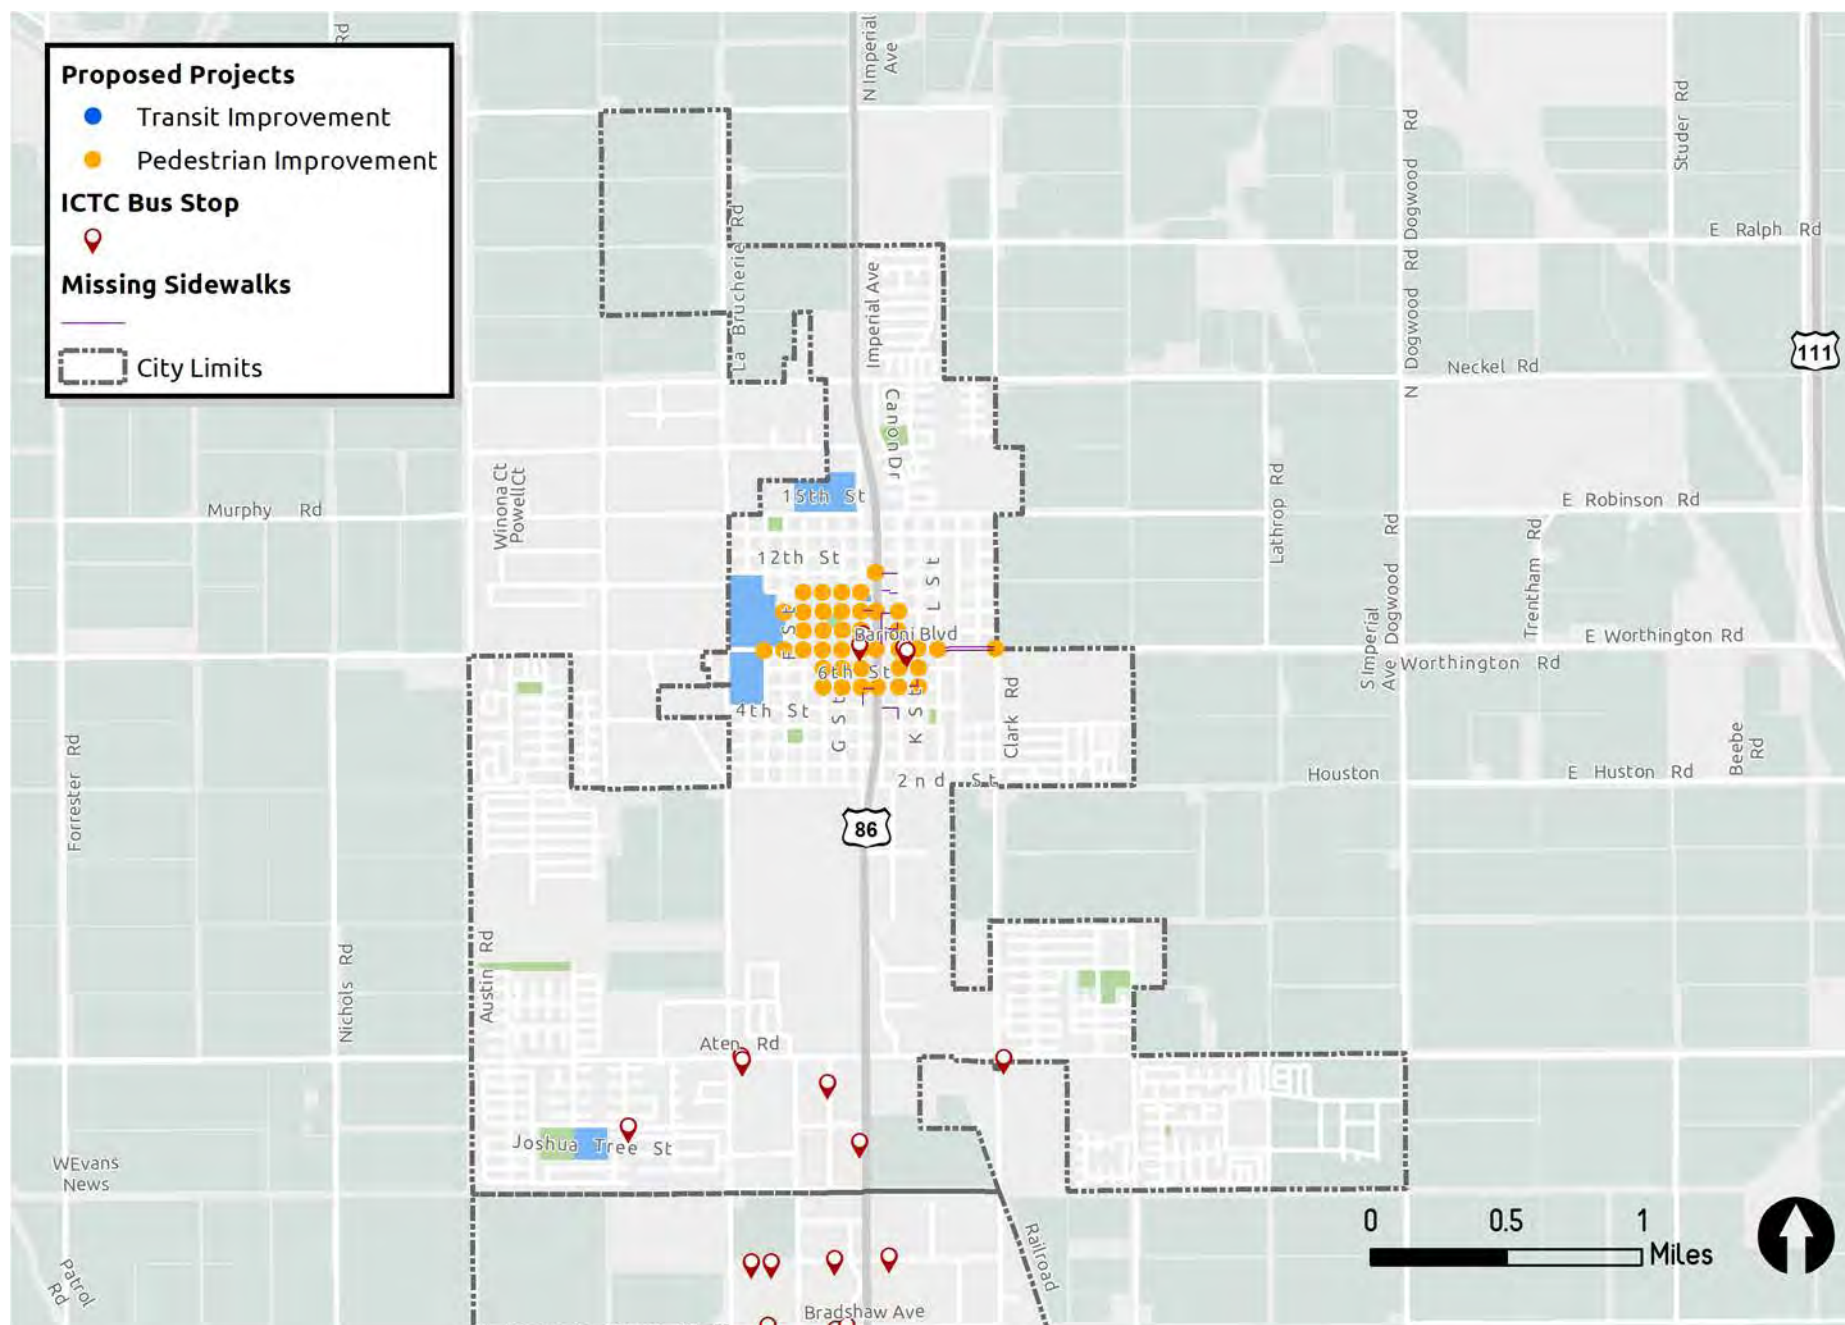 Proposed Projects
Transit Improvement
Pedestrian Improvement
ICTC Bus Stop
Missing Sidewalks
City Limits
Rd
N Imperial
Ave
Studer Rd
N Dogwood Rd Dogwood Rd
E Ralph Rd
La Brucherie Rd
Imperial Ave
111
Neckel Rd
Canon Dr
Winona Ct
Powell Ct
15th St
Murphy Rd
Lathrop Rd
E Robinson Rd
12th St
L St
Trentham Rd
S Imperial
Ave Dogwood Rd
F St
Barioni Blvd
E Worthington Rd
Worthington Rd
6th St
4th St
G St
K St
Clark Rd
Forrester Rd
2nd St
Houston
E Huston Rd
Beebe
Rd
86
Austin Rd
Nichols Rd
Aten Rd
Joshua Tree St
WEvans
News
Patrol
Rd
Railroad
Bradshaw Ave
0 0.5 1
Miles